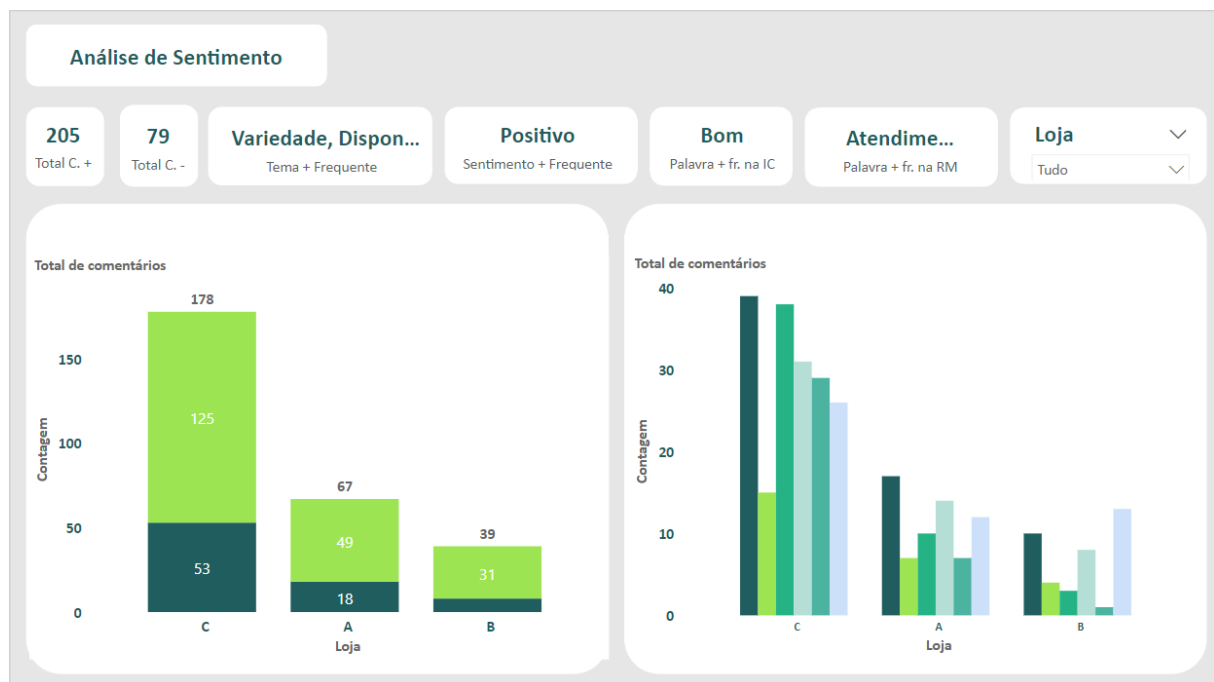 Análise de Sentimento
205
Total C. +
79
Total C. -
Variedade, Dispon...
Tema + Frequente
Positivo
Sentimento + Frequente
Bom
Palavra + fr. na IC
Atendime...
Palavra + fr. na RM
Loja
Tudo
Total de comentários
178
150
125
100
67
50
49
39
31
53
18
0
C
A
B
Contagem
Loja
Total de comentários
40
30
20
10
0
C
A
B
Contagem
Loja